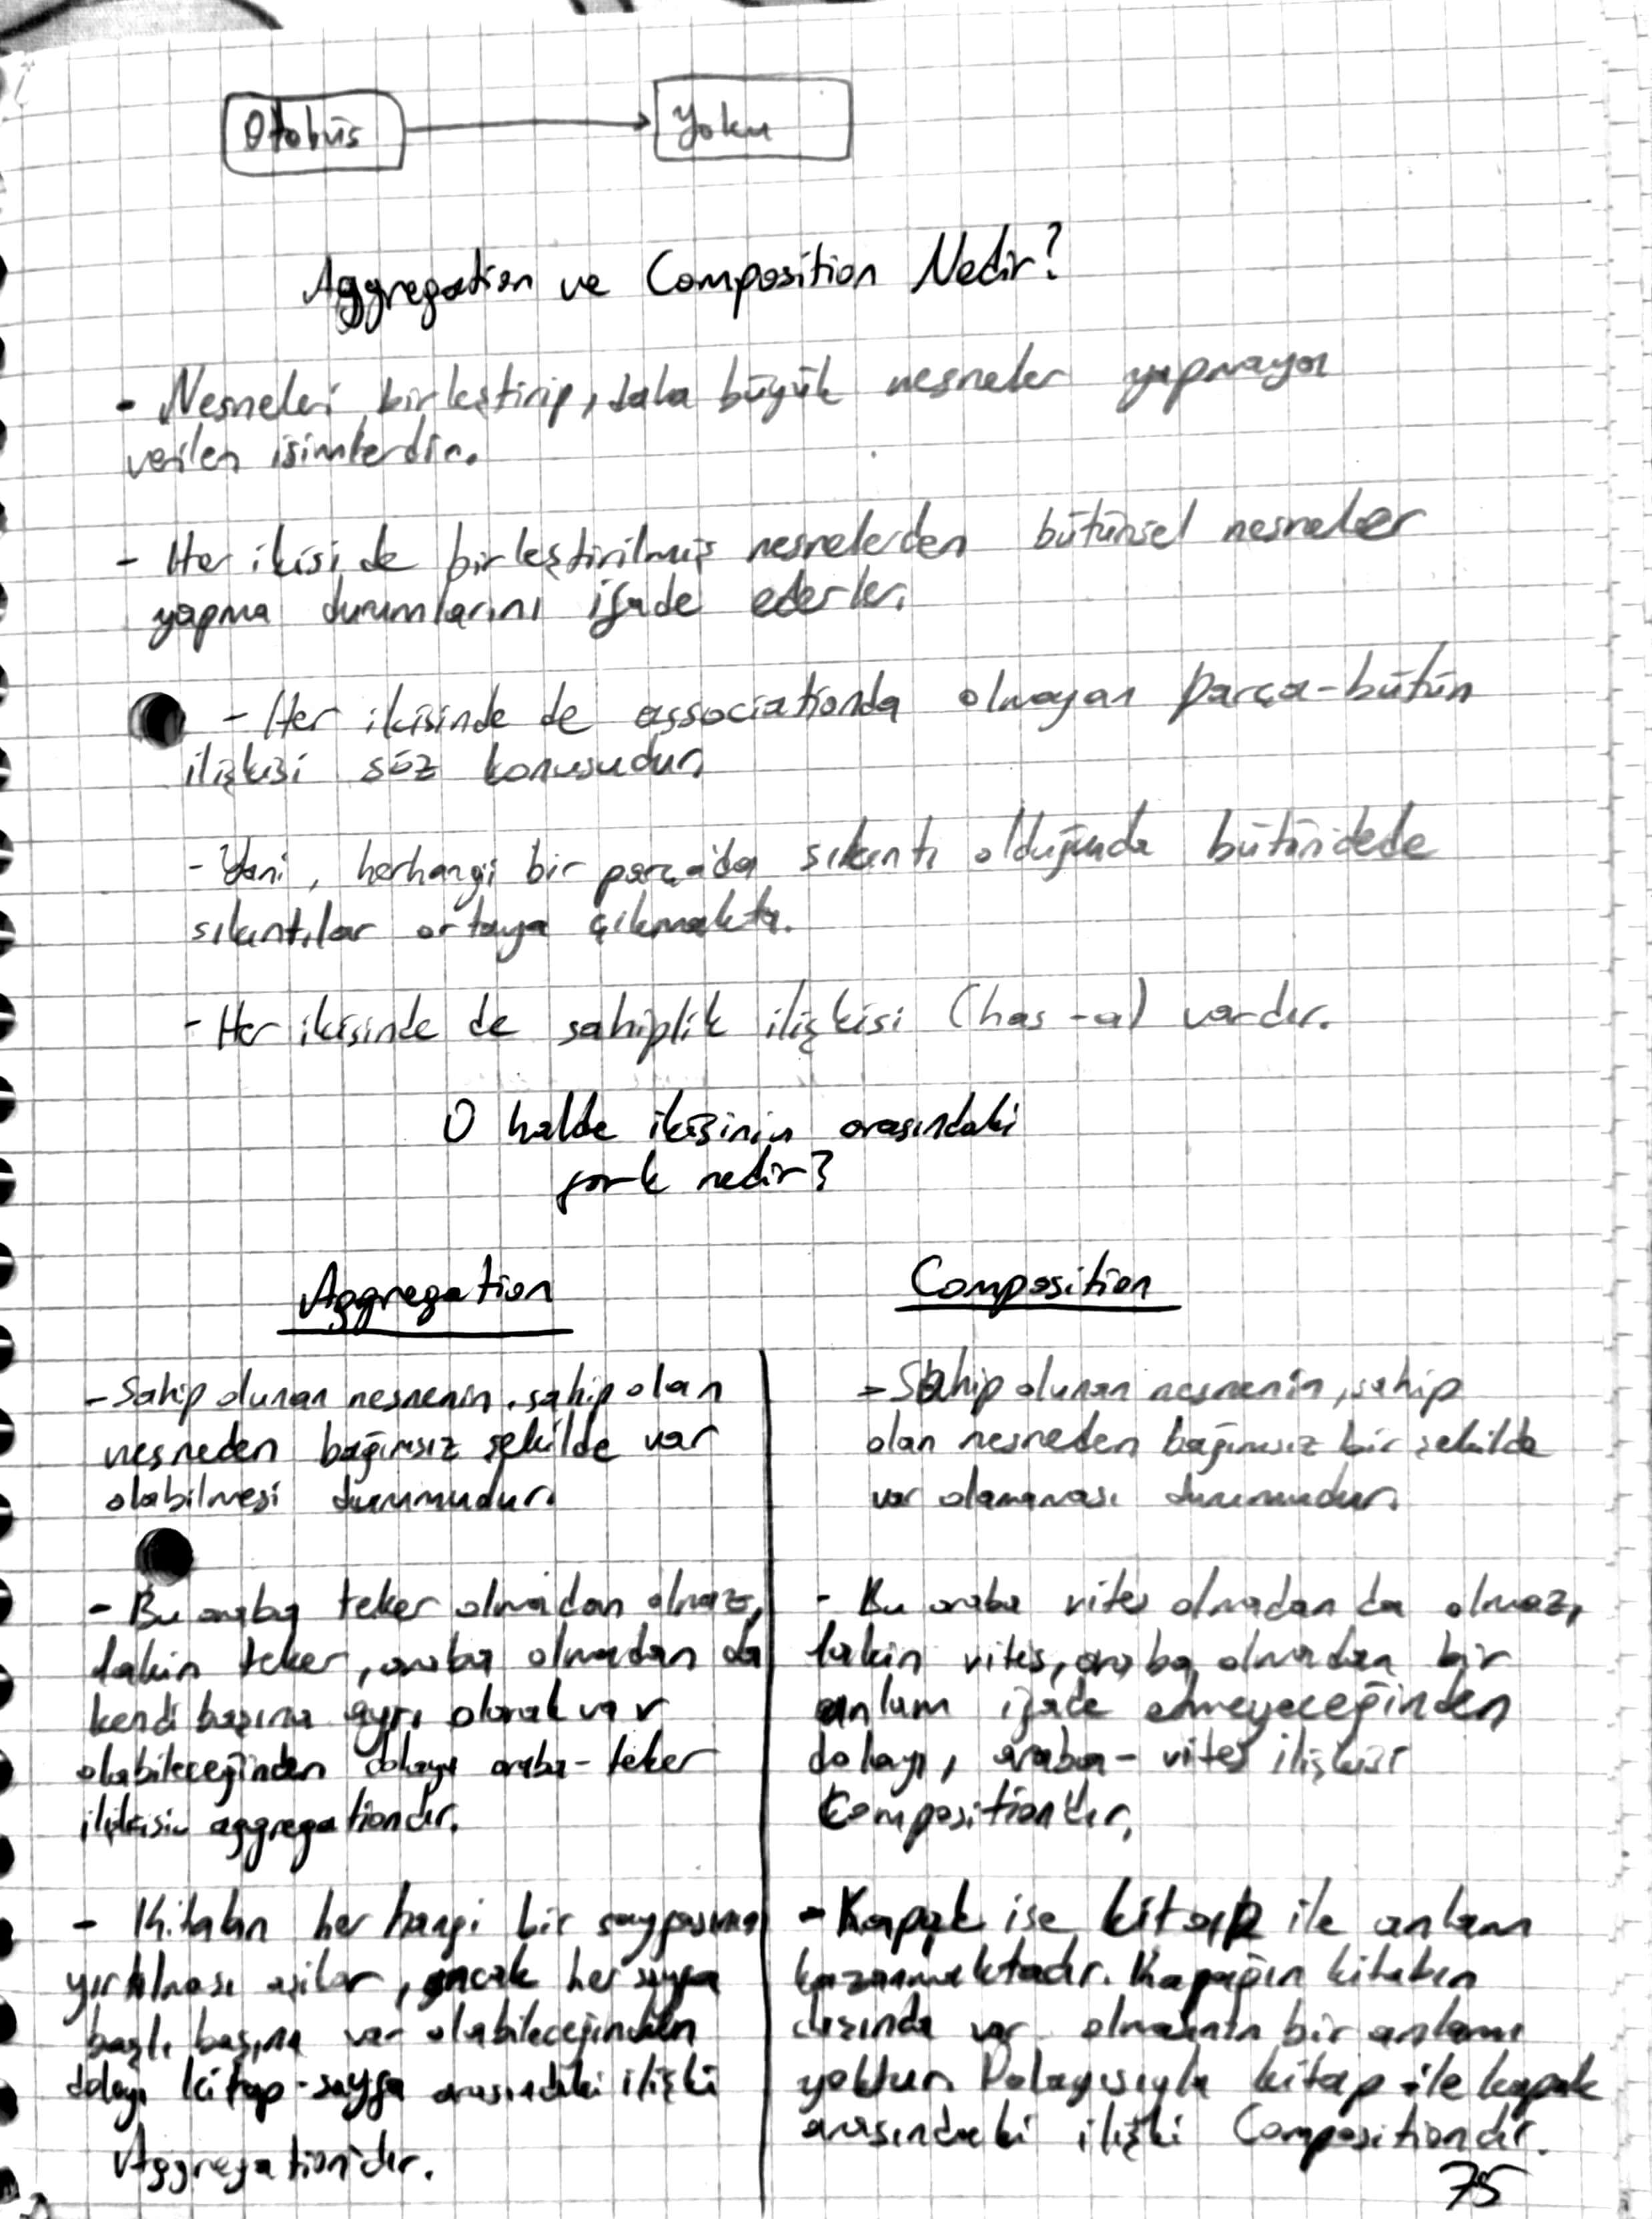 Otobüs
Yolcu
Aggregation ve Composition Nedir?
- Nesneleri birleştirip, daha büyük nesneler yapmaya
verilen isimlerdir.
- Her ikisi de birleştirilmiş nesnelerden bütünsel nesneler
yapma durumlarını ifade ederler.
- Her ikisinde de associationda olmayan parça-bütün
ilişkisi söz konusudur.
- Yani, herhangi bir parçada sıkıntı olduğunda bütündede
sıkıntılar ortaya çıkmakta.
- Her ikisinde de sahiplik ilişkisi (has-a) vardır.
O halde ikisinin arasındaki
fark nedir?
Aggregation
- Sahip olunan nesnenin, sahip olan
nesneden bağımsız şekilde var
olabilmesi durumudur.
- Bu araba teker olmadan olmaz,
lakin teker, araba olmadan da
kendi başına ayrı olarak var
olabileceğinden dolayı araba-teker
ilişkisi aggregationdır.
- Kitabın her hangi bir sayfasının
yırtılması, ancak her sayfa
başlı başına var olabileceğinden
dolayı kitap-sayfa arasındaki ilişki
Aggregation'dır.
Composition
- Sahip olunan nesnenin, sahip
olan nesneden bağımsız bir şekilde
var olamaması durumudur.
- Bu araba vites olmadan da olmaz,
lakin vites, araba olmadan bir
anlam ifade etmeyeceğinden
dolayı, araba-vites ilişkisi
Composition'dır.
- Kapak ise kitap ile anlam
kazanmaktadır. Kapağın kitabın
dışında var olmasının bir anlamı
yoktur. Dolayısıyla kitap ile kapak
arasındaki ilişki Compositiondır.
75